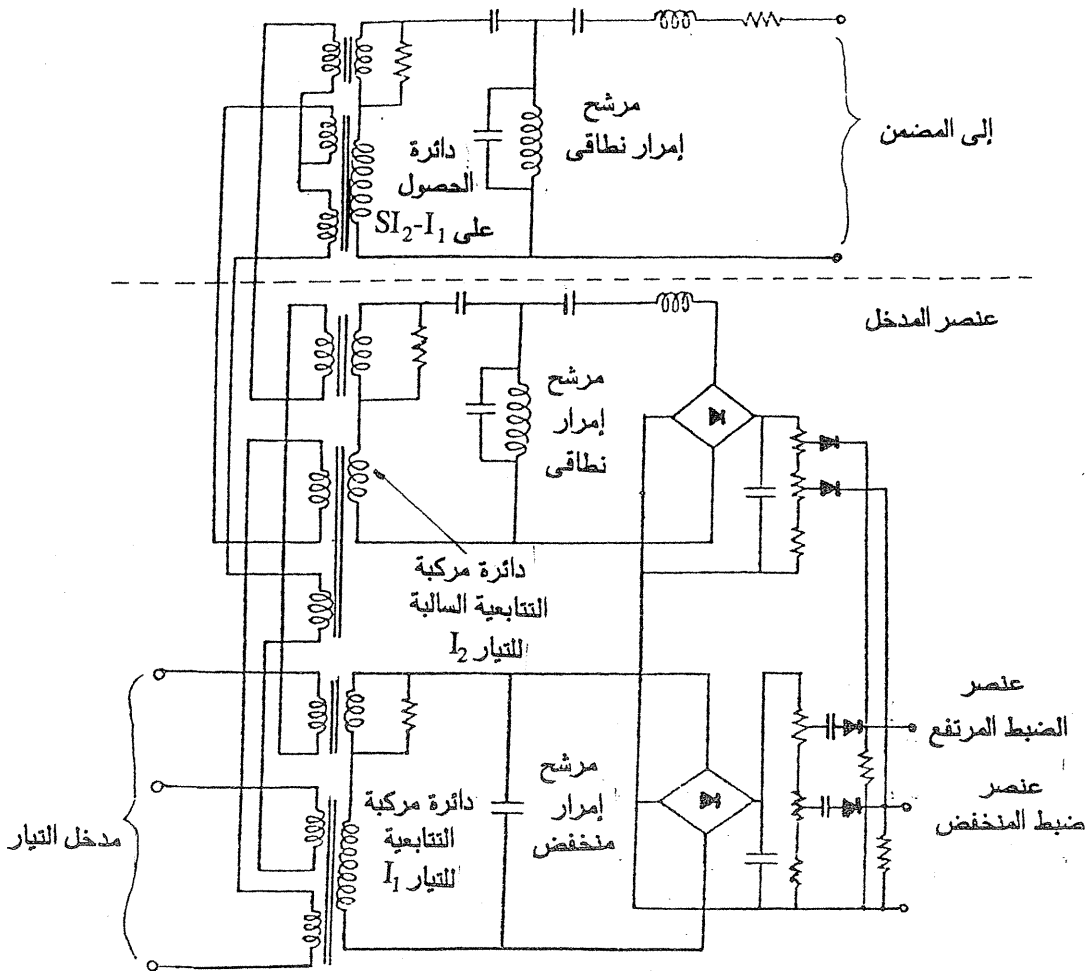 مرشح
إمرار نطاقى
دائرة
الحصول
على SI₂-I₁
إلى المضمن
عنصر المدخل
مرشح
إمرار
نطاقى
دائرة مركبة
التتابعية السالبة
للتيار I₂
عنصر
الضبط المرتفع
عنصر
ضبط المنخفض
مرشح
إمرار
منخفض
دائرة مركبة
التتابعية
للتيار I₁
مدخل التيار